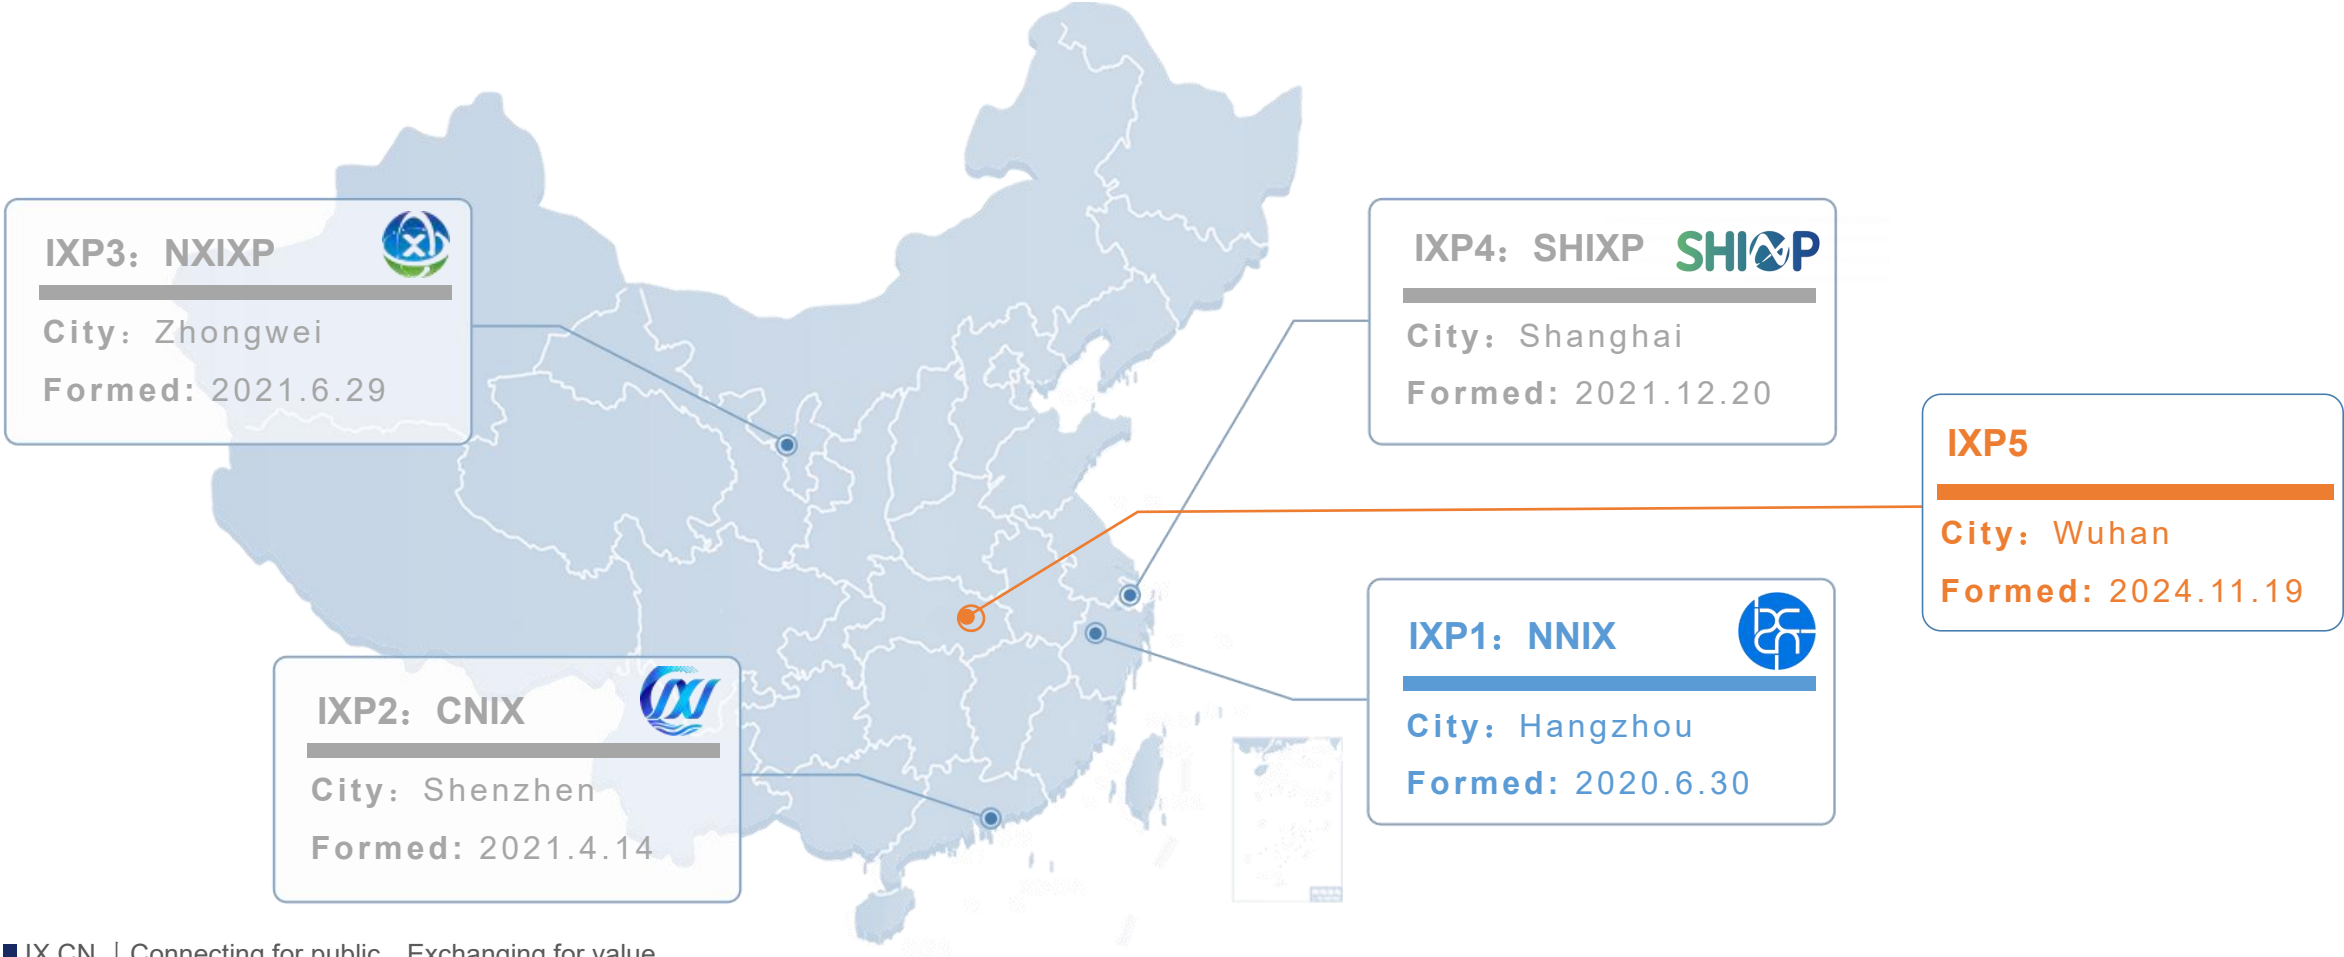 IXP3：NXIXP
City：Zhongwei
Formed: 2021.6.29
IXP4：SHIXP SHIXP
City：Shanghai
Formed: 2021.12.20
IXP5
City：Wuhan
Formed: 2024.11.19
IXP1：NNIX
City：Hangzhou
Formed: 2020.6.30
IXP2：CNIX
City：Shenzhen
Formed: 2021.4.14
IX.CN | Connecting for public，Exchanging for value